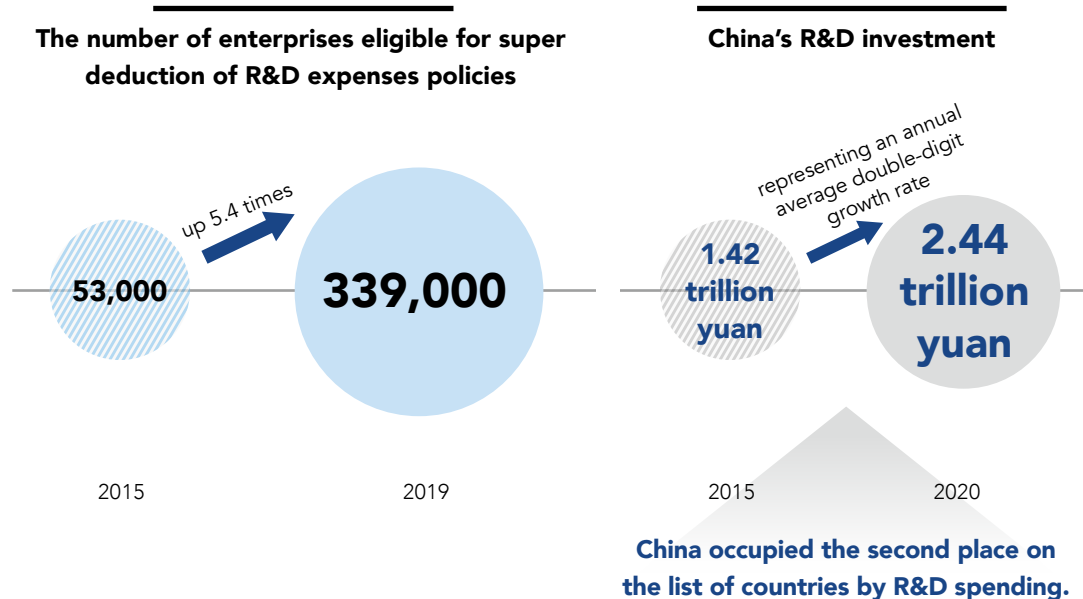 The number of enterprises eligible for super
deduction of R&D expenses policies
up 5.4 times
53,000
339,000
2015
2019
China’s R&D investment
representing an annual
average double-digit
growth rate
1.42
trillion
yuan
2.44
trillion
yuan
2015
2020
China occupied the second place on
the list of countries by R&D spending.